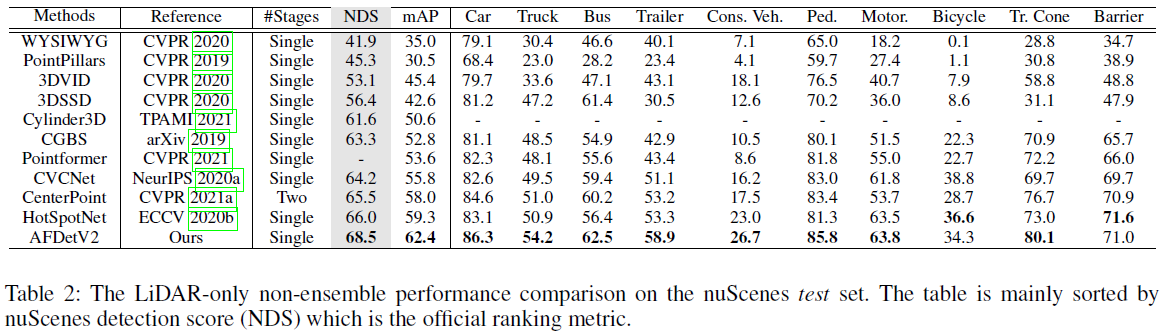 Methods Reference #Stages NDS mAP Car Truck Bus Trailer Cons. Veh. Ped. Motor. Bicycle Tr. Cone Barrier
WYSIWYG CVPR 2020 Single 41.9 35.0 79.1 30.4 46.6 40.1 7.1 65.0 18.2 0.1 28.8 34.7
PointPillars CVPR 2019 Single 45.3 30.5 68.4 23.0 28.2 23.4 4.1 59.7 27.4 1.1 30.8 38.9
3DVID CVPR 2020 Single 53.1 45.4 79.7 33.6 47.1 43.1 18.1 76.5 40.7 7.9 58.8 48.8
3DSSD CVPR 2020 Single 56.4 42.6 81.2 47.2 61.4 30.5 12.6 70.2 36.0 8.6 31.1 47.9
Cylinder3D TPAMI 2021 Single 61.6 50.6 - - - - - - - - - -
CGBS arXiv 2019 Single 63.3 52.8 81.1 48.5 54.9 42.9 10.5 80.1 51.5 22.3 70.9 65.7
Pointformer CVPR 2021 Single - 53.6 82.3 48.1 55.6 43.4 8.6 81.8 55.0 22.7 72.2 66.0
CVCNet NeurIPS 2020a Single 64.2 55.8 82.6 49.5 59.4 51.1 16.2 83.0 61.8 38.8 69.7 69.7
CenterPoint CVPR 2021a Two 65.5 58.0 84.6 51.0 60.2 53.2 17.5 83.4 53.7 28.7 76.7 70.9
HotSpotNet ECCV 2020b Single 66.0 59.3 83.1 50.9 56.4 53.3 23.0 81.3 63.5 36.6 73.0 71.6
AFDetV2 Ours Single 68.5 62.4 86.3 54.2 62.5 58.9 26.7 85.8 63.8 34.3 80.1 71.0
Table 2: The LiDAR-only non-ensemble performance comparison on the nuScenes test set. The table is mainly sorted by
nuScenes detection score (NDS) which is the official ranking metric.